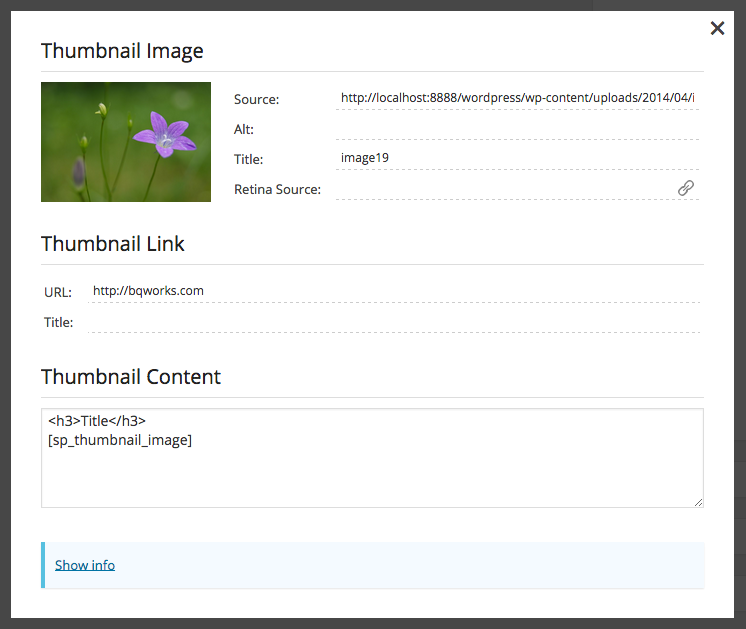 Thumbnail Image
Source: http://localhost:8888/wordpress/wp-content/uploads/2014/04/i
Alt:
Title: image19
Retina Source:
Thumbnail Link
URL: http://bqworks.com
Title:
Thumbnail Content
<h3>Title</h3>
[sp_thumbnail_image]
Show info